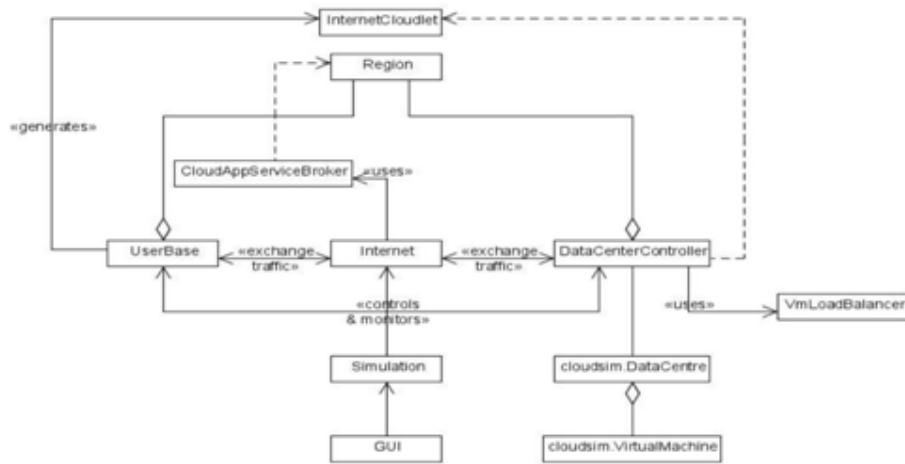 InternetCloudlet
Region
«generates»
CloudAppServiceBroker
«uses»
UserBase
«exchange
traffic»
Internet
«exchange
traffic»
DataCenterController
«controls
& monitors»
«uses»
VmLoadBalancer
Simulation
cloudsim.DataCentre
GUI
cloudsim.VirtualMachine